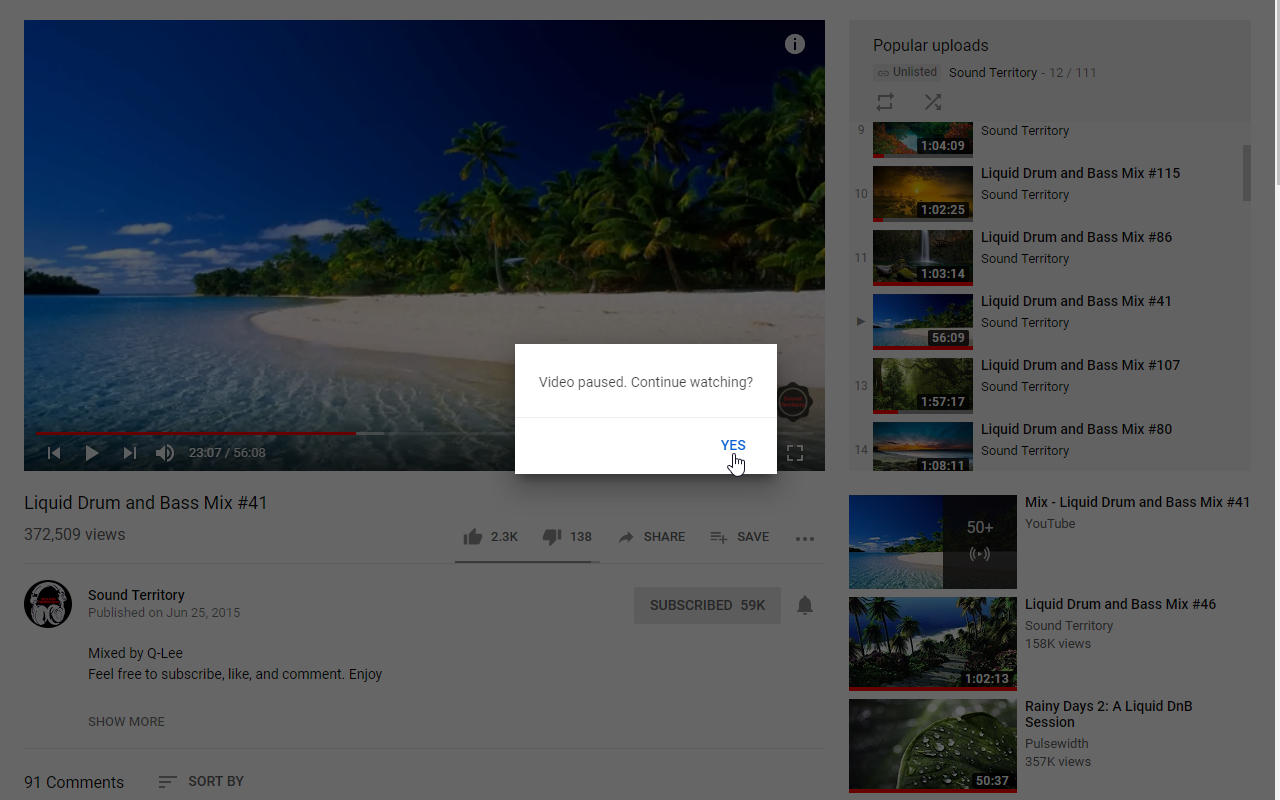 Popular uploads
Unlisted Sound Territory - 12 / 111
9
1:04:09
Sound Territory
10
1:02:25
Liquid Drum and Bass Mix #115
Sound Territory
11
1:03:14
Liquid Drum and Bass Mix #86
Sound Territory
56:09
Liquid Drum and Bass Mix #41
Sound Territory
13
1:57:17
Liquid Drum and Bass Mix #107
Sound Territory
14
1:08:11
Liquid Drum and Bass Mix #80
Video paused. Continue watching?
YES
Sound Territory
23:07 / 56:08
Liquid Drum and Bass Mix #41
372,509 views
2.3K
138
SHARE
SAVE
Sound Territory
Published on Jun 25, 2015
SUBSCRIBED 59K
Mixed by Q-Lee
Feel free to subscribe, like, and comment. Enjoy
SHOW MORE
91 Comments
SORT BY
50+
Mix - Liquid Drum and Bass Mix #41
YouTube
1:02:13
Liquid Drum and Bass Mix #46
Sound Territory
158K views
50:37
Rainy Days 2: A Liquid DnB
Session
Pulsewidth
357K views